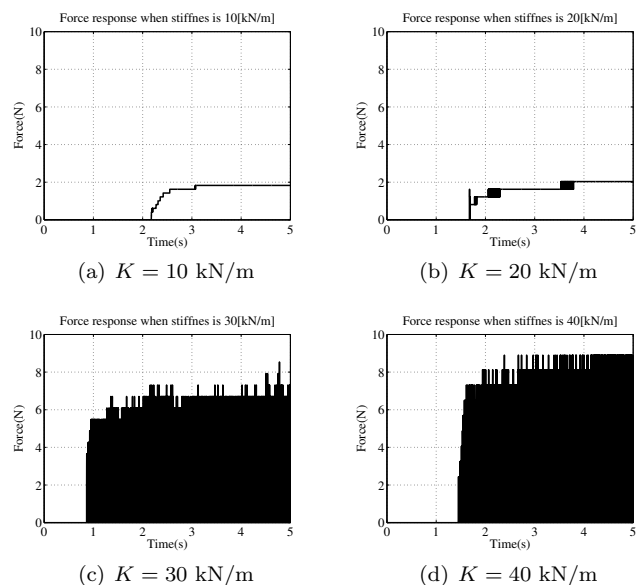 Force response when stiffnes is 10[kN/m]
10
8
6
4
2
0
Force(N)
0 1 2 3 4 5
Time(s)
(a) K = 10 kN/m
Force response when stiffnes is 20[kN/m]
10
8
6
4
2
0
Force(N)
0 1 2 3 4 5
Time(s)
(b) K = 20 kN/m
Force response when stiffnes is 30[kN/m]
10
8
6
4
2
0
Force(N)
0 1 2 3 4 5
Time(s)
(c) K = 30 kN/m
Force response when stiffnes is 40[kN/m]
10
8
6
4
2
0
Force(N)
0 1 2 3 4 5
Time(s)
(d) K = 40 kN/m